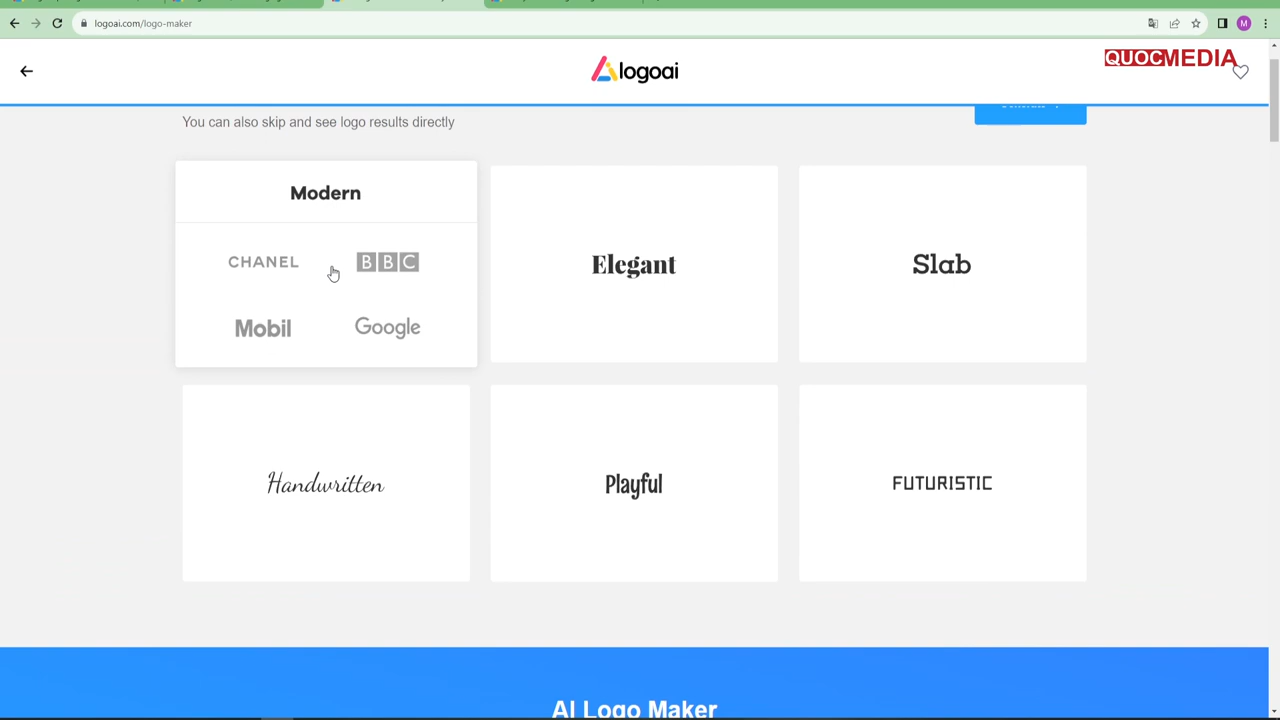 logoai.com/logo-maker
M
logoai
QUOCMEDIA
You can also skip and see logo results directly
Modern
CHANEL
BBC
Mobil
Google
Elegant
Slab
Handwritten
Playful
FUTURISTIC
AI Logo Maker